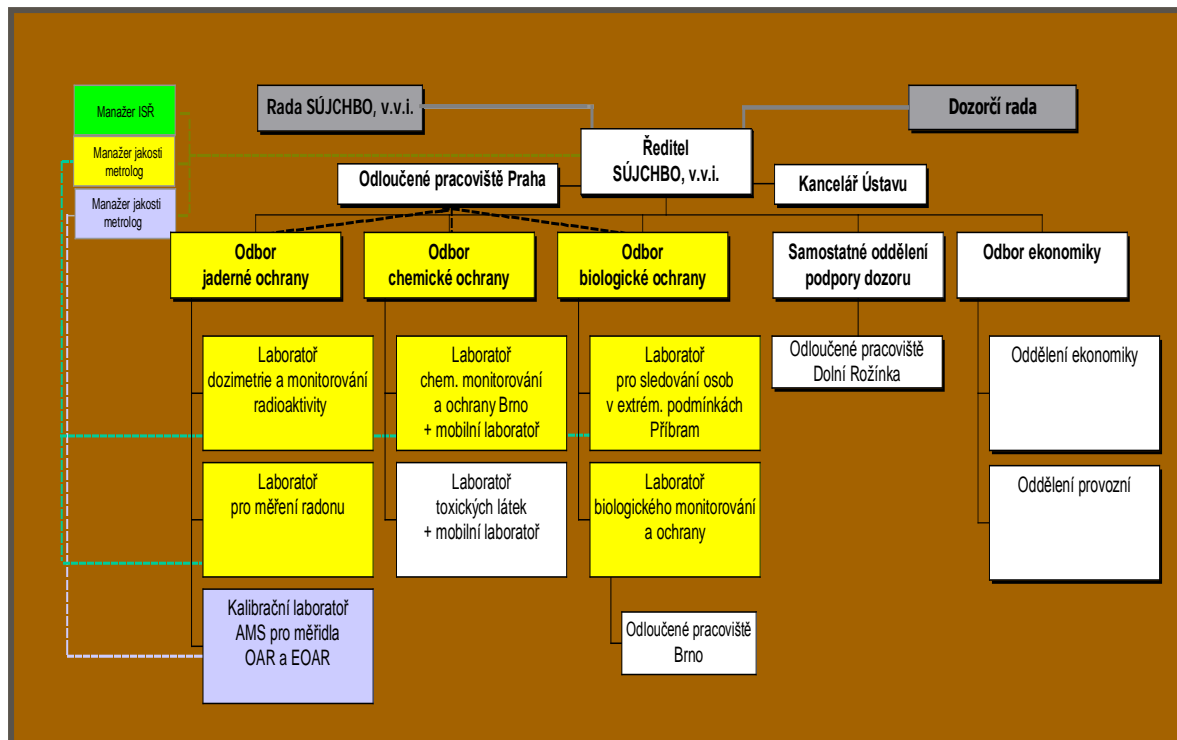 Manažer ISŘ
Manažer jakosti
metrolog
Manažer jakosti
metrolog
Rada SÚJCHBO, v.v.i.
Dozorčí rada
Ředitel
SÚJCHBO, v.v.i.
Odloučené pracoviště Praha
Kancelář Ústavu
Odbor
jaderné ochrany
Odbor
chemické ochrany
Odbor
biologické ochrany
Samostatné oddělení
podpory dozoru
Odbor ekonomiky
Laboratoř
dozimetrie a monitorování
radioaktivity
Laboratoř
chem. monitorování
a ochrany Brno
+ mobilní laboratoř
Laboratoř
pro sledování osob
v extrém. podmínkách
Příbram
Odloučené pracoviště
Dolní Rožínka
Oddělení ekonomiky
Laboratoř
pro měření radonu
Laboratoř
toxických látek
+ mobilní laboratoř
Laboratoř
biologického monitorování
a ochrany
Oddělení provozní
Kalibrační laboratoř
AMS pro měřidla
OAR a EOAR
Odloučené pracoviště
Brno